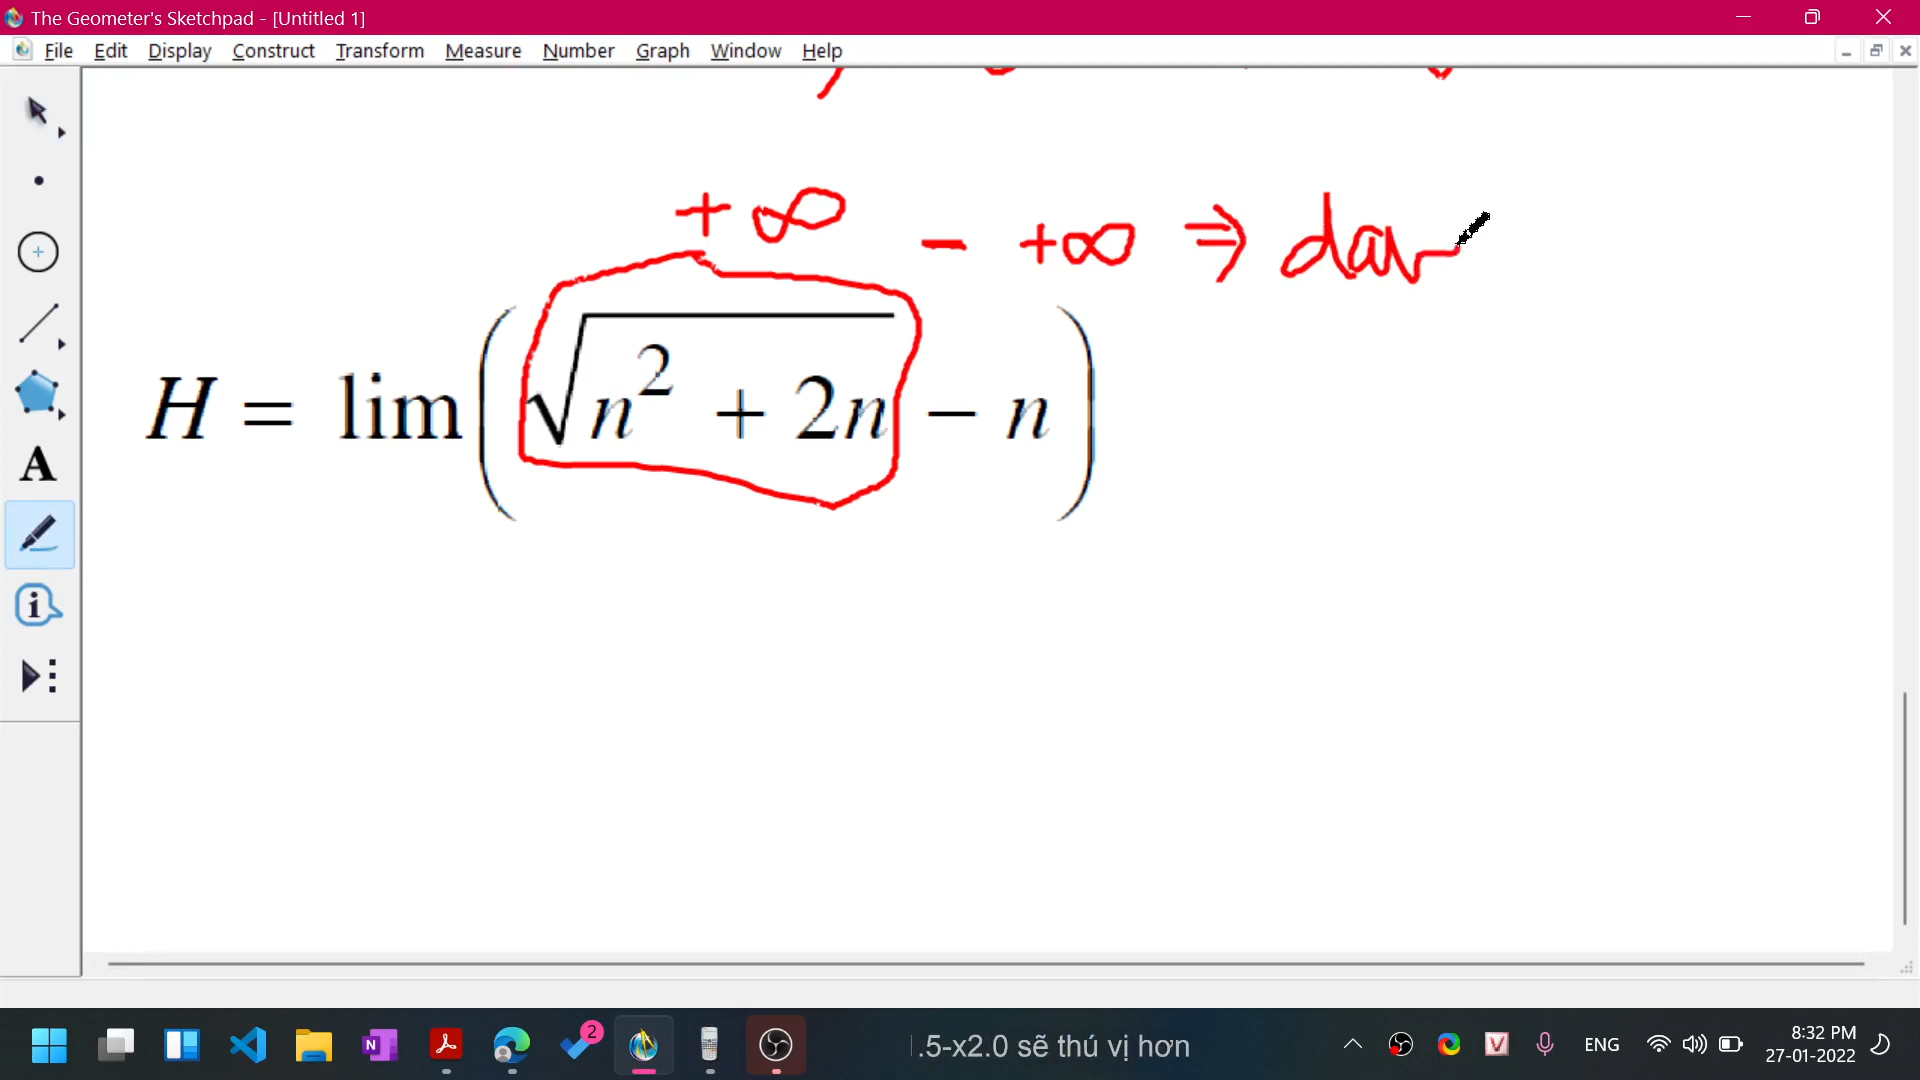 The Geometer's Sketchpad - [Untitled 1]
File Edit Display Construct Transform Measure Number Graph Window Help
+∞ - +∞ ⇒ dạn
H = lim(√(n² + 2n) - n)
A
2
.5-x2.0 sẽ thú vị hơn
ENG
8:32 PM
27-01-2022